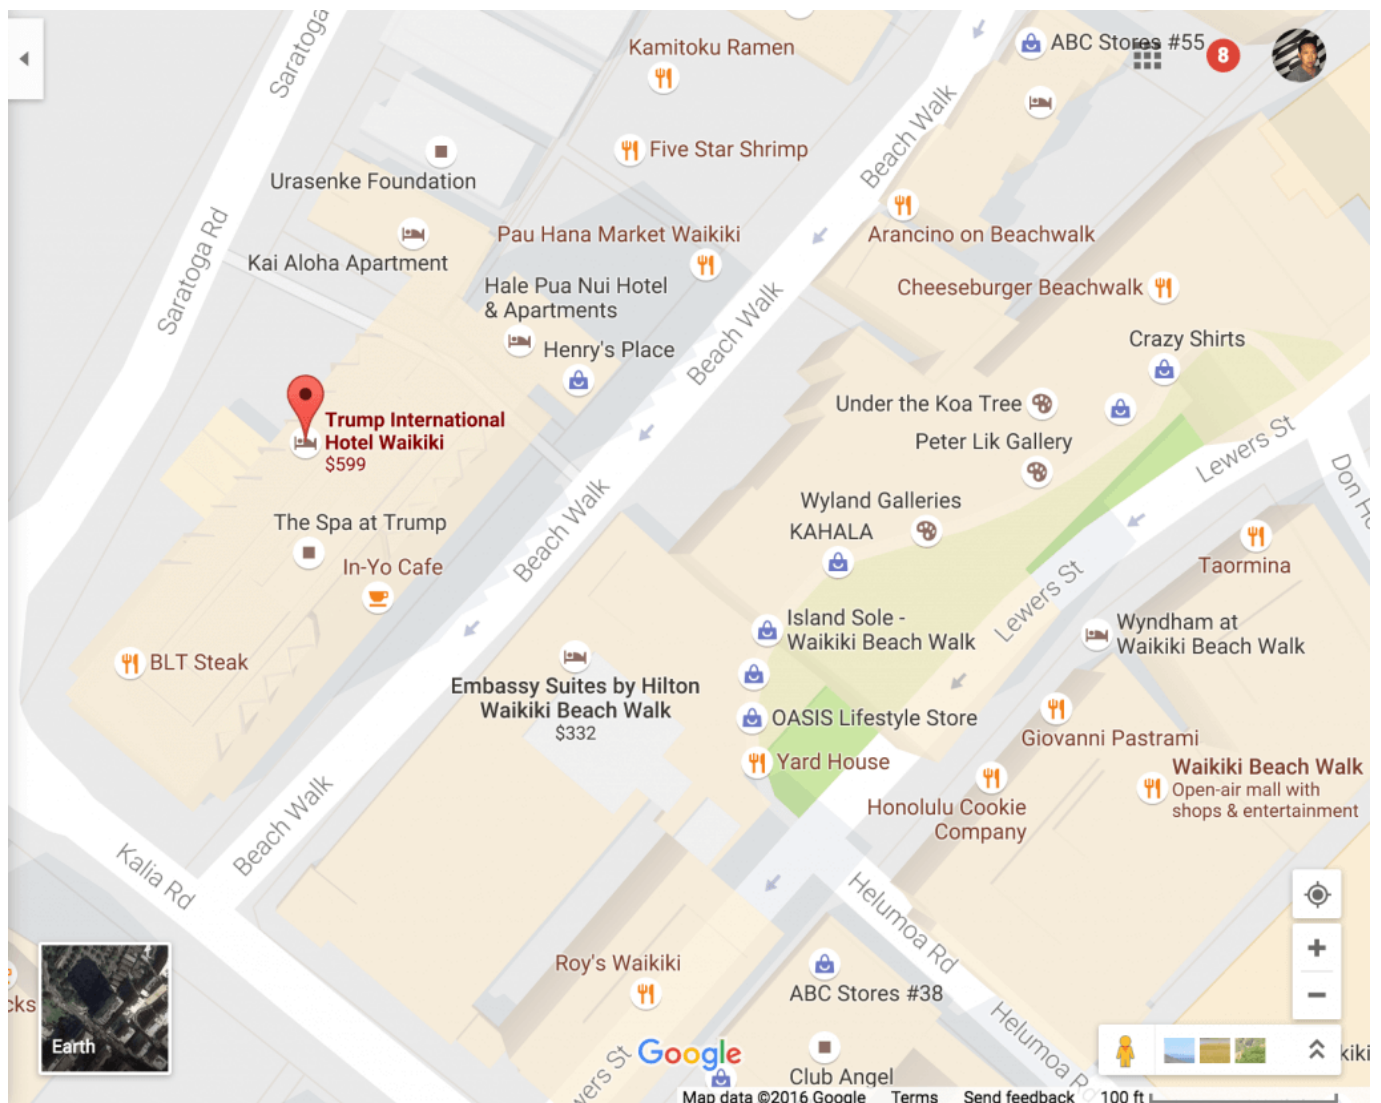 Saratoga
Kamitoku Ramen
ABC Stores #55
8
Beach Walk
Five Star Shrimp
Urasenke Foundation
Saratoga Rd
Kai Aloha Apartment
Pau Hana Market Waikiki
Arancino on Beachwalk
Hale Pua Nui Hotel
& Apartments
Cheeseburger Beachwalk
Henry's Place
Beach Walk
Crazy Shirts
Under the Koa Tree
Peter Lik Gallery
Trump International
Hotel Waikiki
$599
Lewers St
Don
Wyland Galleries
KAHALA
The Spa at Trump
Beach Walk
In-Yo Cafe
Taormina
Lewers St
Island Sole -
Waikiki Beach Walk
Wyndham at
Waikiki Beach Walk
BLT Steak
Embassy Suites by Hilton
Waikiki Beach Walk
$332
OASIS Lifestyle Store
Giovanni Pastrami
Yard House
Waikiki Beach Walk
Open-air mall with
shops & entertainment
Honolulu Cookie
Company
Beach Walk
Kalia Rd
Helumoa Rd
Roy's Waikiki
ABC Stores #38
cks
Earth
Helumoa Rd
wers St
Google
Club Angel
kiki
Map data ©2016 Google Terms Send feedback 100 ft